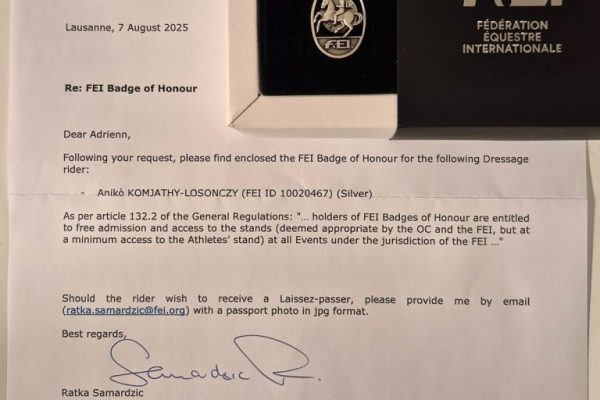 Lausanne, 7 August 2025
FEI
FÉDÉRATION
ÉQUESTRE
INTERNATIONALE
FEI
Re: FEI Badge of Honour
Dear Adrienn,
Following your request, please find enclosed the FEI Badge of Honour for the following Dressage
rider:
- Anikò KOMJATHY-LOSONCZY (FEI ID 10020467) (Silver)
As per article 132.2 of the General Regulations: "... holders of FEI Badges of Honour are entitled
to free admission and access to the stands (deemed appropriate by the OC and the FEI, but at
a minimum access to the Athletes' stand) at all Events under the jurisdiction of the FEI ..."
Should the rider wish to receive a Laissez-passer, please provide me by email
(ratka.samardzic@fei.org) with a passport photo in jpg format.
Best regards,
Samardzic R.
Ratka Samardzic